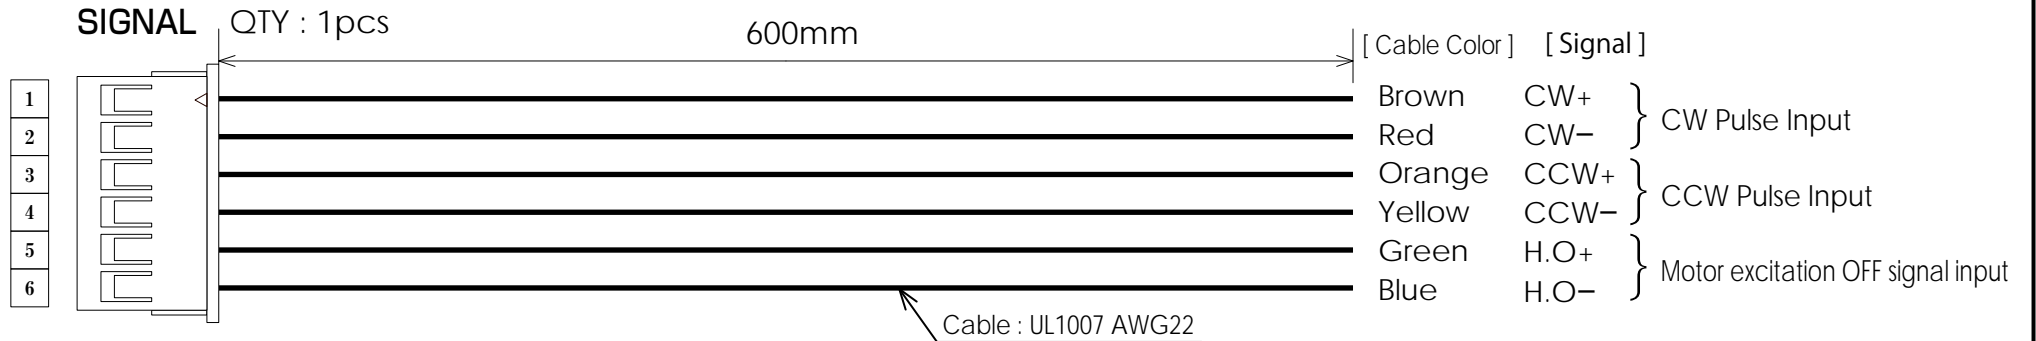 SIGNAL QTY : 1pcs
600mm
[ Cable Color ] [ Signal ]
1 Brown CW+
2 Red CW−
CW Pulse Input
3 Orange CCW+
4 Yellow CCW−
CCW Pulse Input
5 Green H.O+
6 Blue H.O−
Motor excitation OFF signal input
Cable : UL1007 AWG22